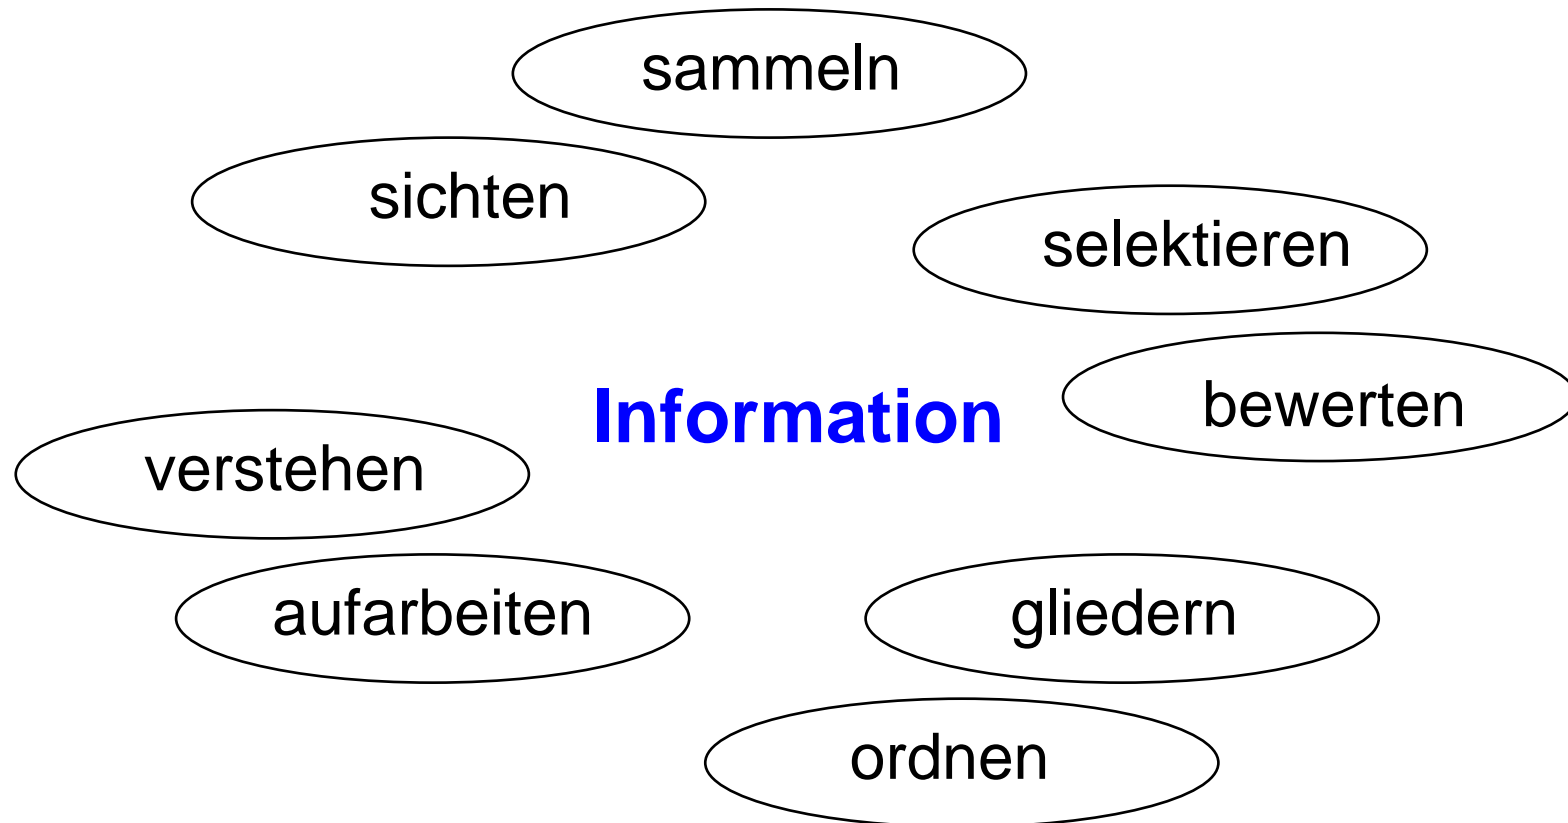 sammeln
sichten
selektieren
Information
bewerten
verstehen
aufarbeiten
gliedern
ordnen